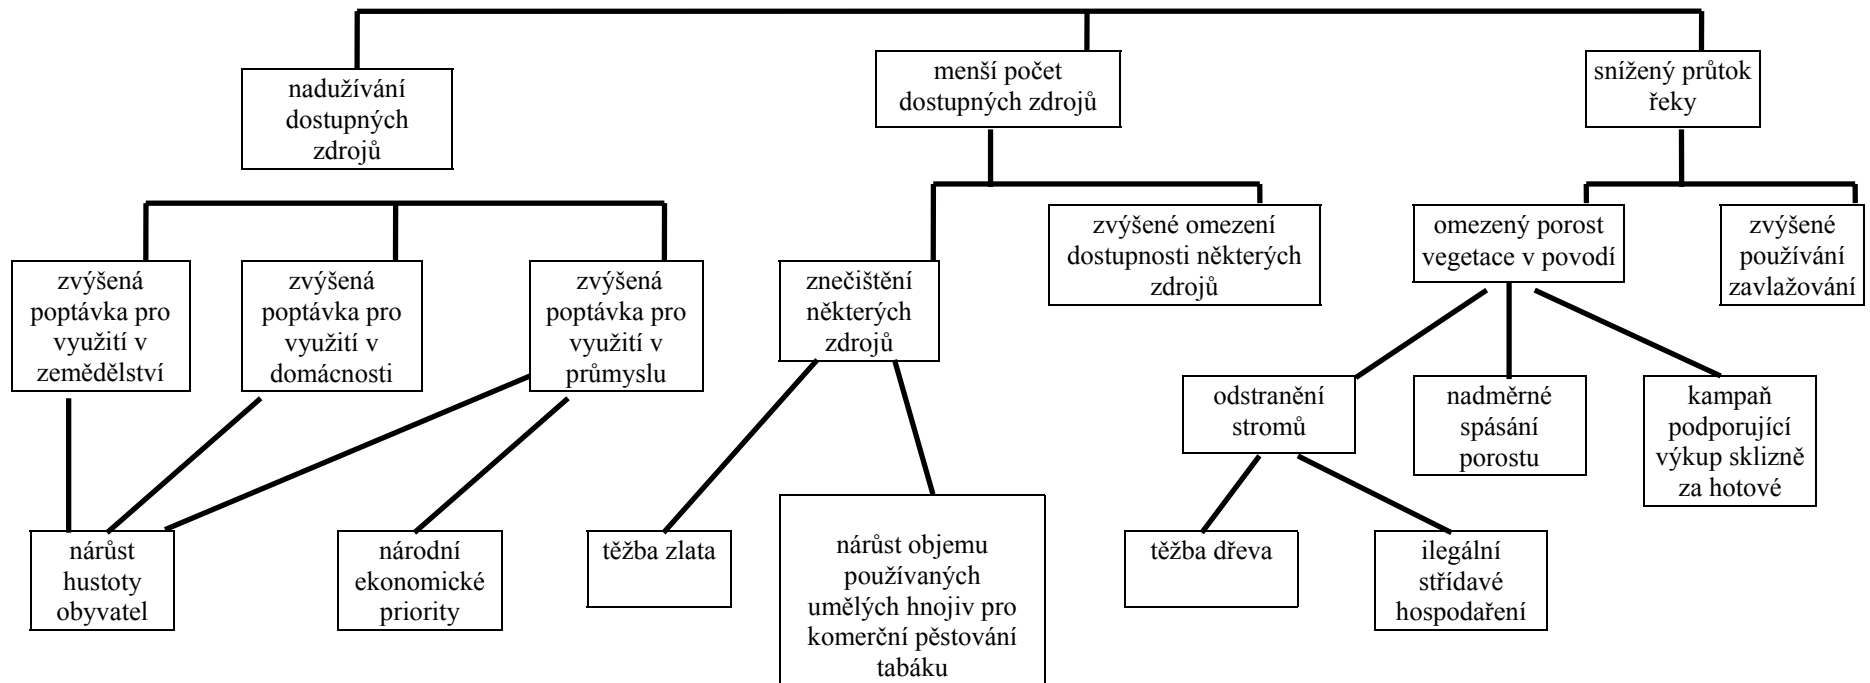 nadužívání
dostupných
zdrojů
menší počet
dostupných zdrojů
snížený průtok
řeky
zvýšená
poptávka pro
využití v
zemědělství
zvýšená
poptávka pro
využití v
domácnosti
zvýšená
poptávka pro
využití v
průmyslu
znečištění
některých
zdrojů
zvýšené omezení
dostupnosti některých
zdrojů
omezený porost
vegetace v povodí
zvýšené
používání
zavlažování
odstranění
stromů
nadměrné
spásání
porostu
kampaň
podporující
výkup sklizně
za hotové
nárůst
hustoty
obyvatel
národní
ekonomické
priority
těžba zlata
nárůst objemu
používaných
umělých hnojiv pro
komerční pěstování
tabáku
těžba dřeva
ilegální
střídavé
hospodaření